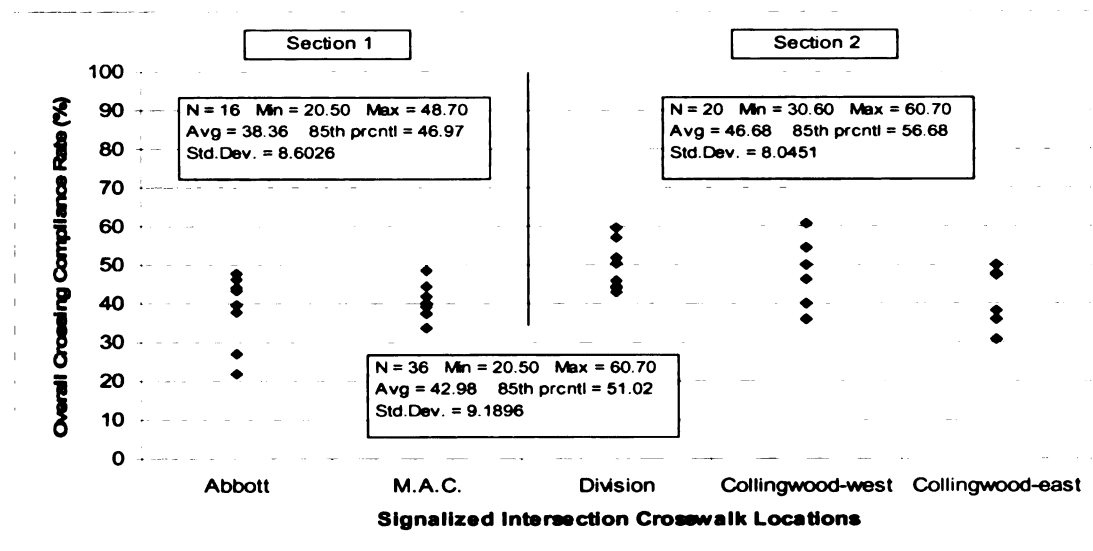 Section 1
Section 2
Overall Crossing Compliance Rate (%)
100
90
80
70
60
50
40
30
20
10
0
N = 16 Min = 20.50 Max = 48.70
Avg = 38.36 85th prcntl = 46.97
Std.Dev. = 8.6026
N = 20 Min = 30.60 Max = 60.70
Avg = 46.68 85th prcntl = 56.68
Std.Dev. = 8.0451
N = 36 Min = 20.50 Max = 60.70
Avg = 42.98 85th prcntl = 51.02
Std.Dev. = 9.1896
Abbott
M.A.C.
Division
Collingwood-west
Collingwood-east
Signalized Intersection Crosswalk Locations